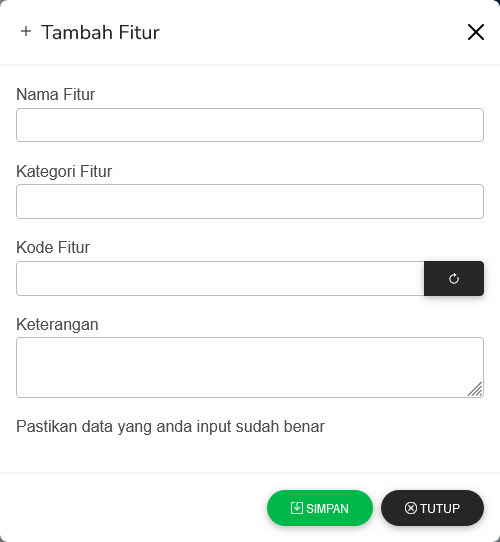 Tambah Fitur
Nama Fitur
Kategori Fitur
Kode Fitur
Keterangan
Pastikan data yang anda input sudah benar
SIMPAN
TUTUP